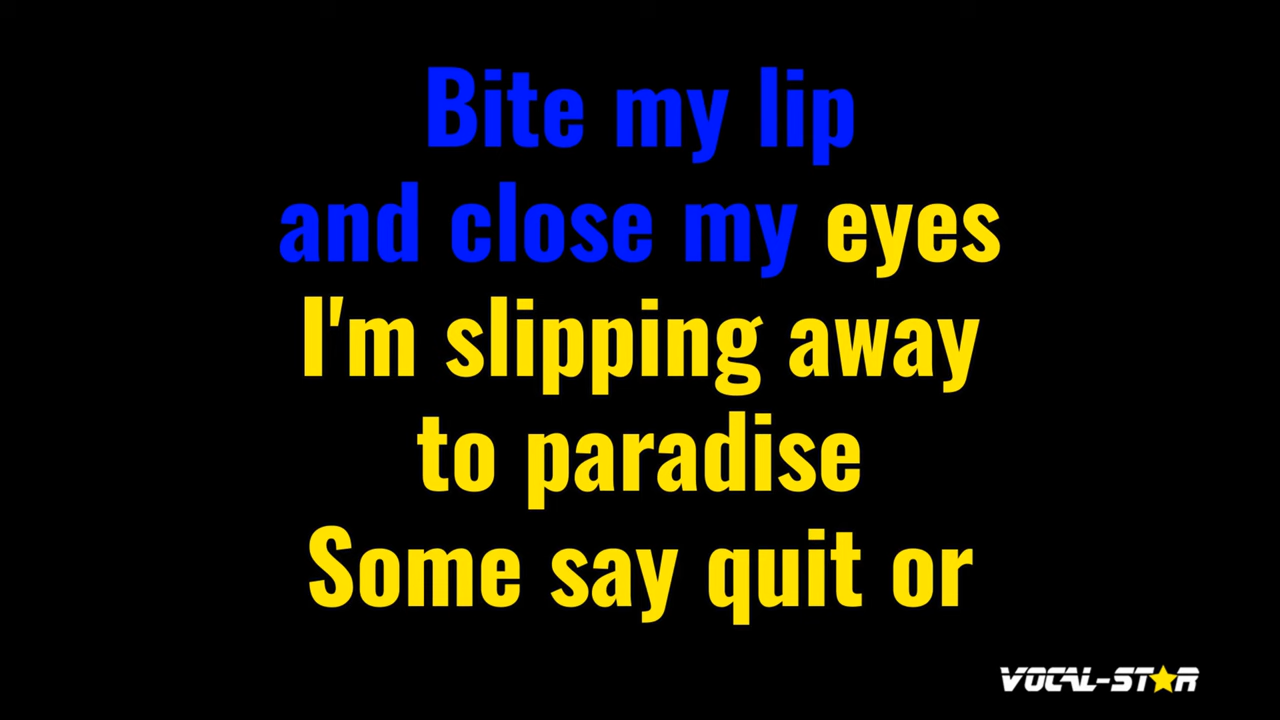 Bite my lip
and close my eyes
I'm slipping away
to paradise
Some say quit or
VOCAL-STAR